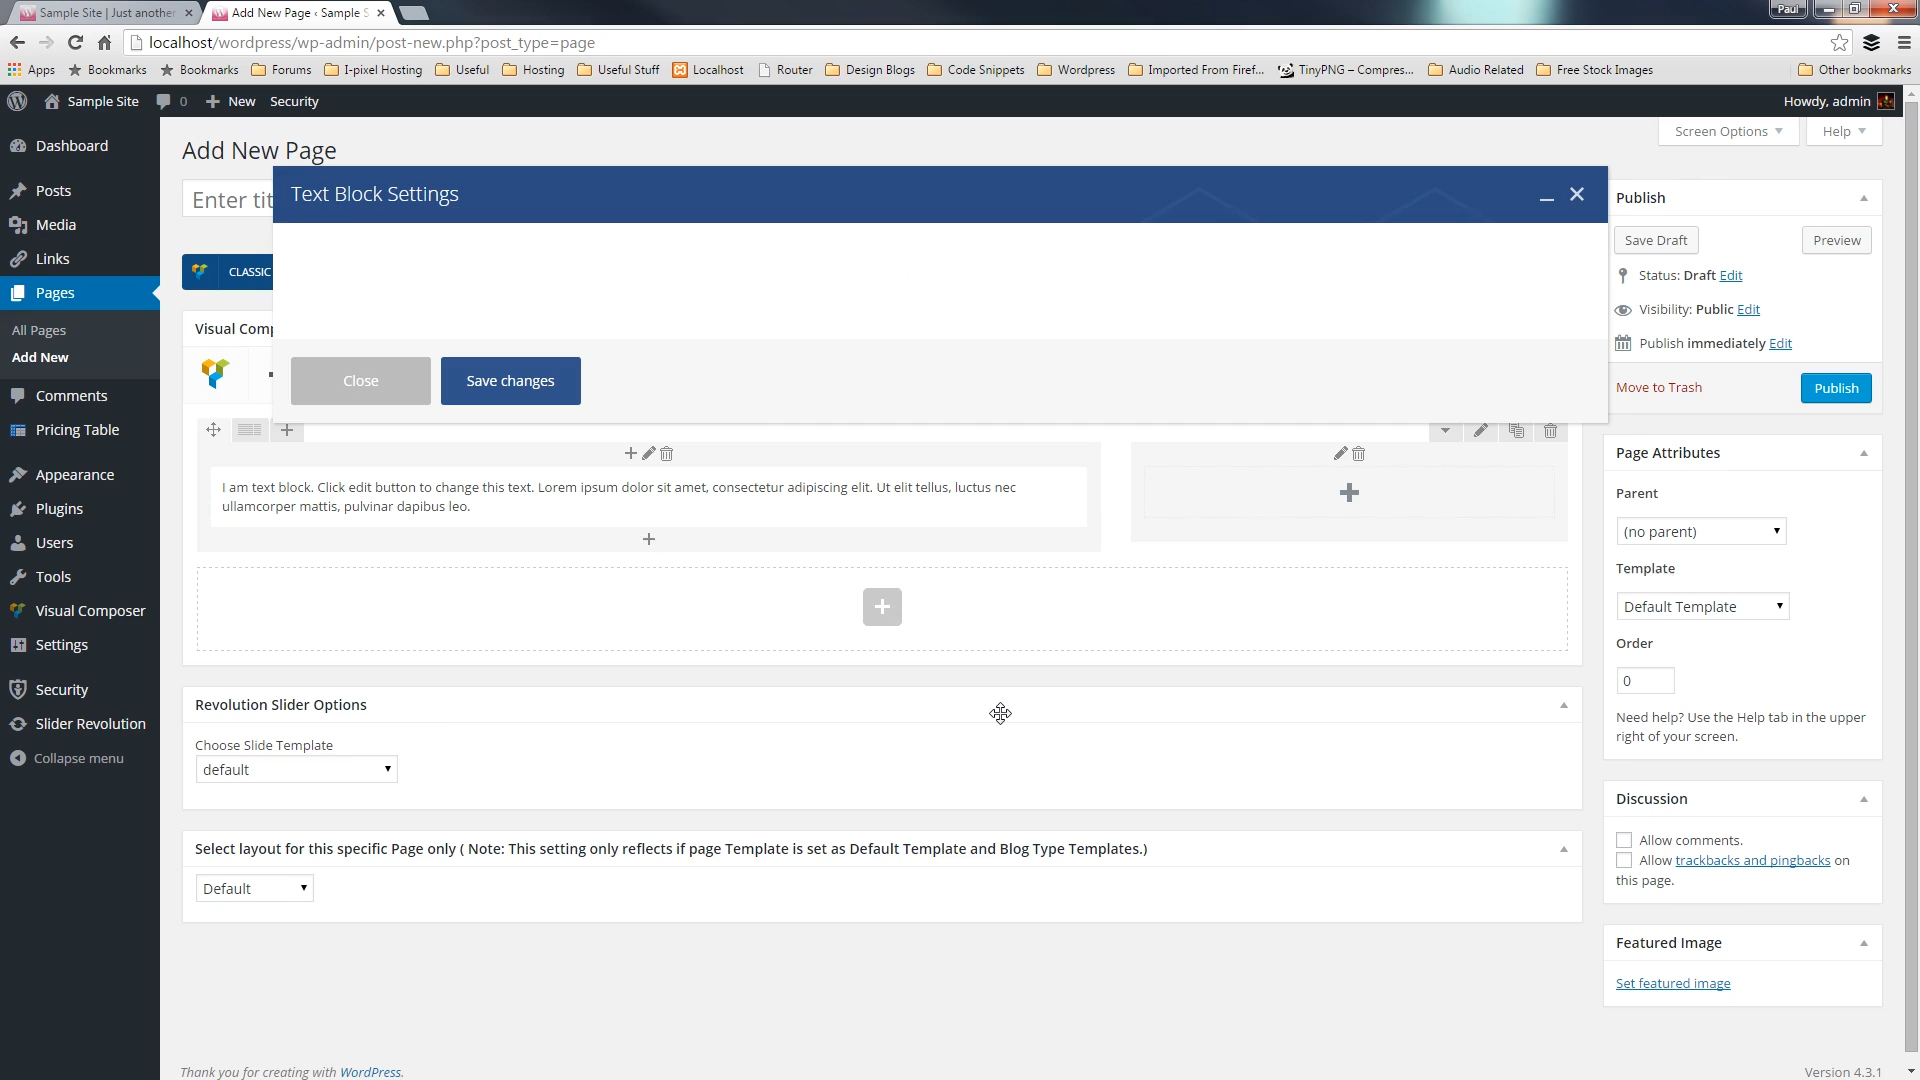 Sample Site | Just another
Add New Page ‹ Sample S
Paul
localhost/wordpress/wp-admin/post-new.php?post_type=page
Apps
Bookmarks
Bookmarks
Forums
I-pixel Hosting
Useful
Hosting
Useful Stuff
Localhost
Router
Design Blogs
Code Snippets
Wordpress
Imported From Firef...
TinyPNG – Compres...
Audio Related
Free Stock Images
Other bookmarks
Sample Site
0
New
Security
Howdy, admin
Dashboard
Posts
Media
Links
Pages
All Pages
Add New
Comments
Pricing Table
Appearance
Plugins
Users
Tools
Visual Composer
Settings
Security
Slider Revolution
Collapse menu
Add New Page
Screen Options
Help
Enter tit
CLASSIC
Visual Comp
Text Block Settings
Close
Save changes
I am text block. Click edit button to change this text. Lorem ipsum dolor sit amet, consectetur adipiscing elit. Ut elit tellus, luctus nec
ullamcorper mattis, pulvinar dapibus leo.
Revolution Slider Options
Choose Slide Template
default
Select layout for this specific Page only ( Note: This setting only reflects if page Template is set as Default Template and Blog Type Templates.)
Default
Publish
Save Draft
Preview
Status: Draft Edit
Visibility: Public Edit
Publish immediately Edit
Move to Trash
Publish
Page Attributes
Parent
(no parent)
Template
Default Template
Order
0
Need help? Use the Help tab in the upper
right of your screen.
Discussion
Allow comments.
Allow trackbacks and pingbacks on
this page.
Featured Image
Set featured image
Thank you for creating with WordPress.
Version 4.3.1